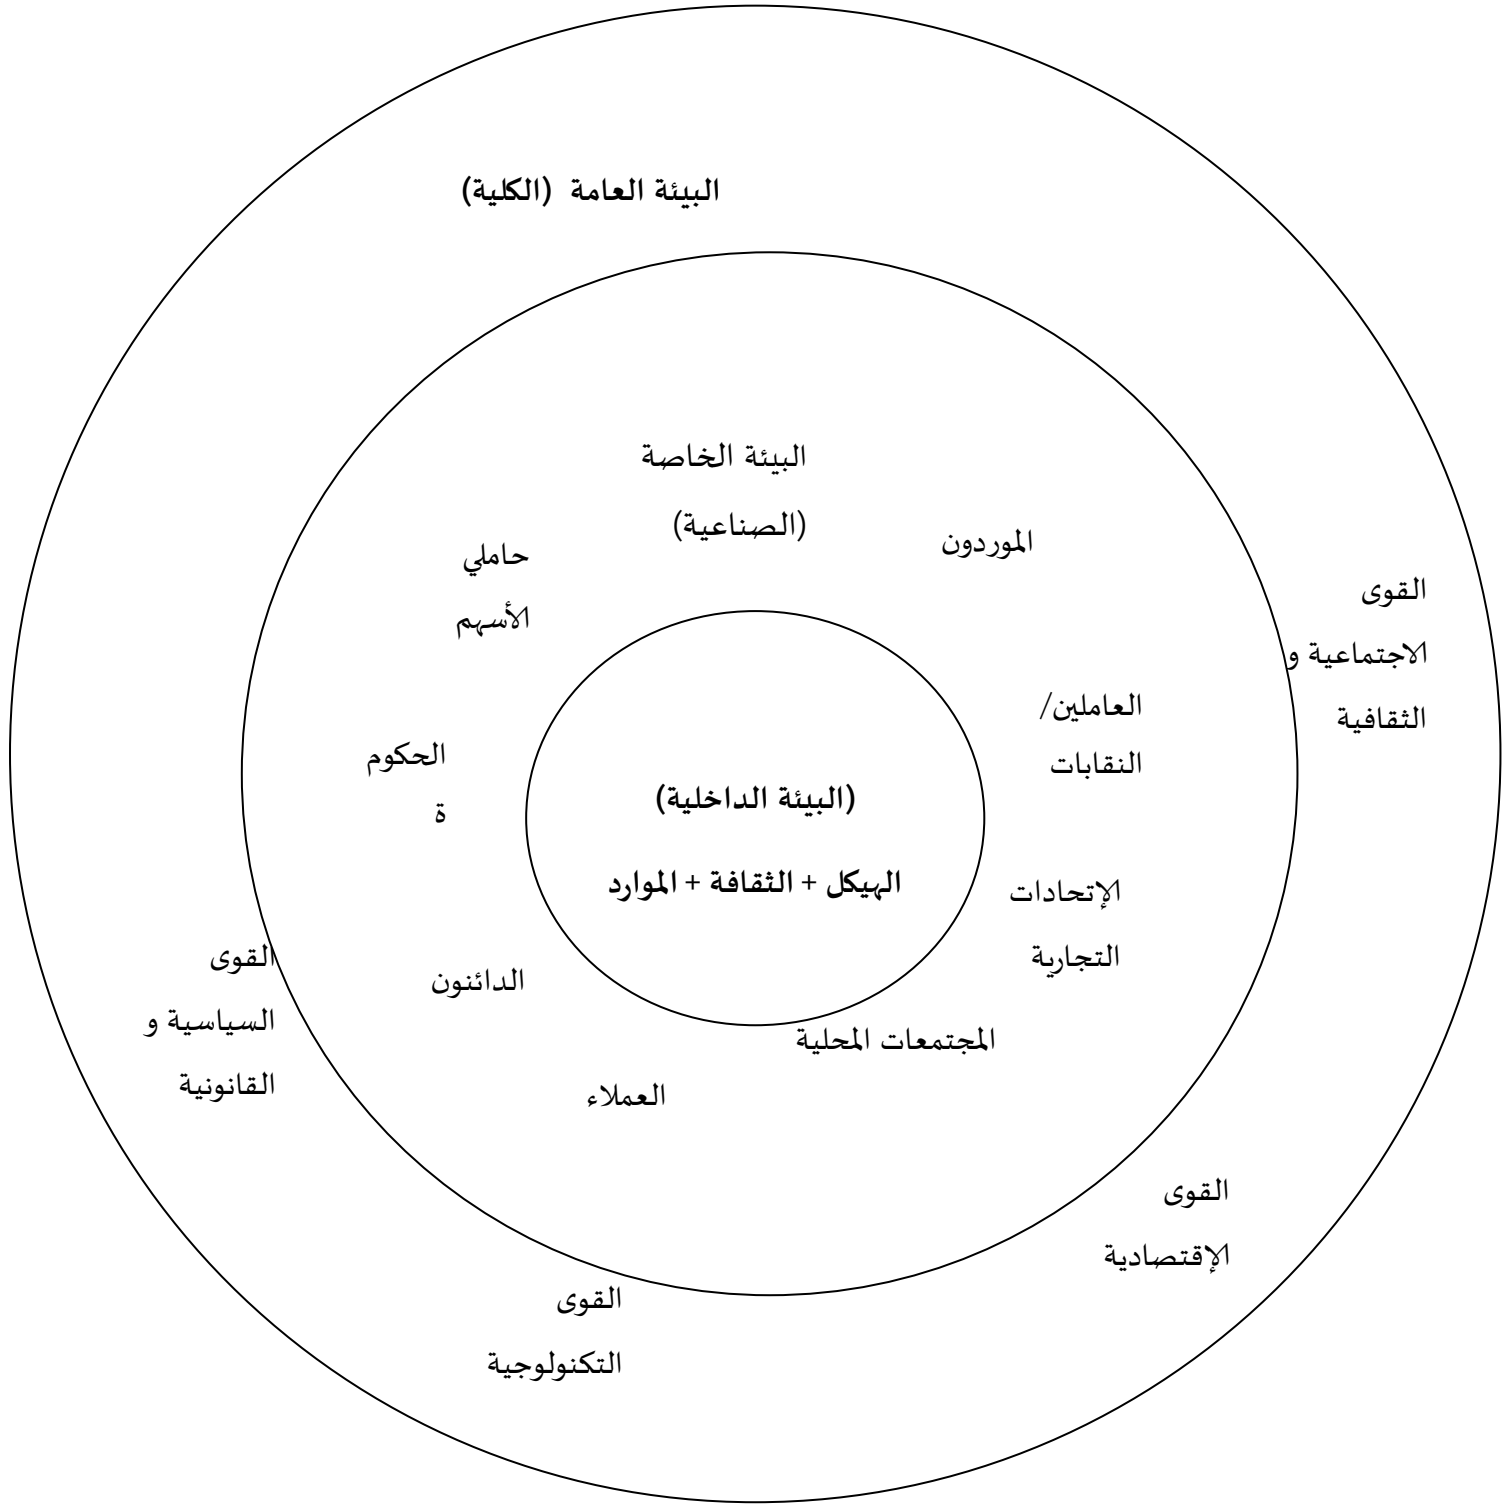 البيئة العامة (الكلية)
البيئة الخاصة
(الصناعية)
الموردون
حاملي
الأسهم
القوى
الاجتماعية و
الثقافية
العاملين/
النقابات
الحكوم
ة
(البيئة الداخلية)
الهيكل + الثقافة + الموارد
الإتحادات
التجارية
القوى
السياسية و
القانونية
الدائنون
المجتمعات المحلية
العملاء
القوى
الإقتصادية
القوى
التكنولوجية